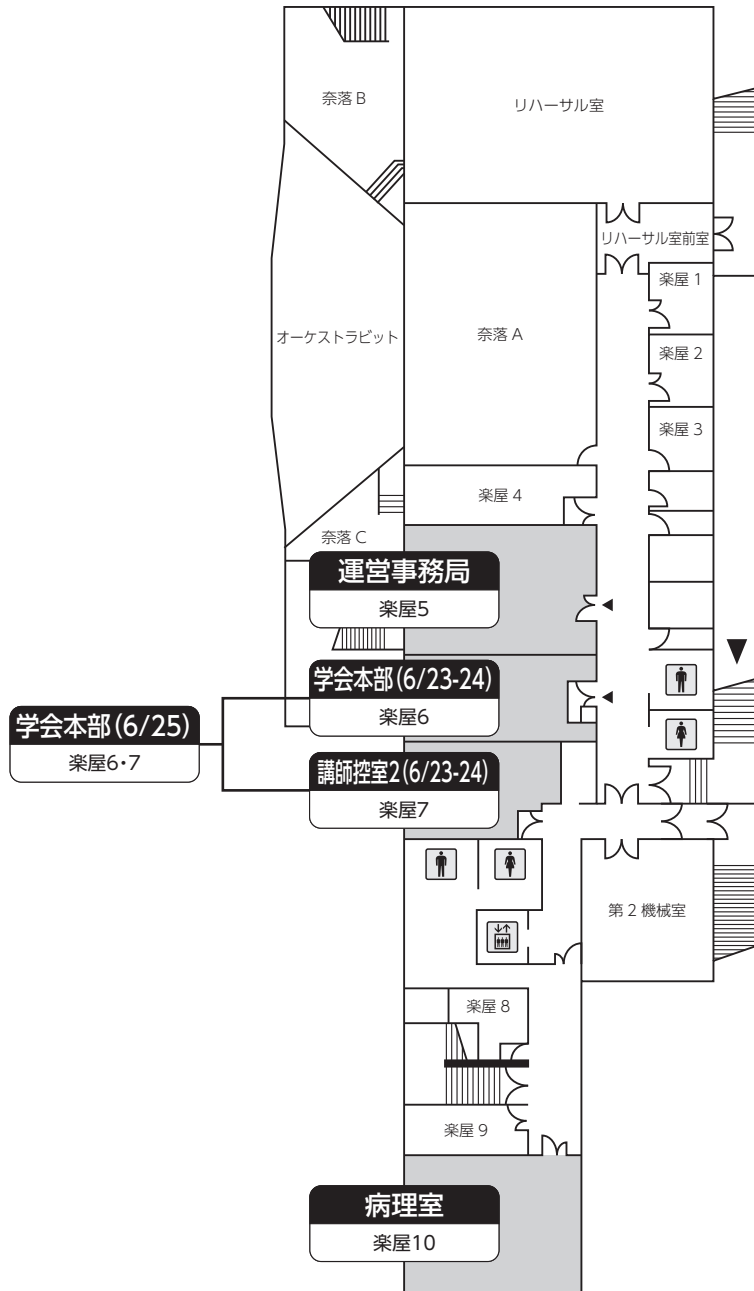 奈落 B
リハーサル室
リハーサル室前室
楽屋 1
オーケストラピット
奈落 A
楽屋 2
楽屋 3
楽屋 4
奈落 C
運営事務局
楽屋5
学会本部(6/23-24)
楽屋6
学会本部(6/25)
楽屋6・7
講師控室2(6/23-24)
楽屋7
第 2 機械室
楽屋 8
楽屋 9
病理室
楽屋10